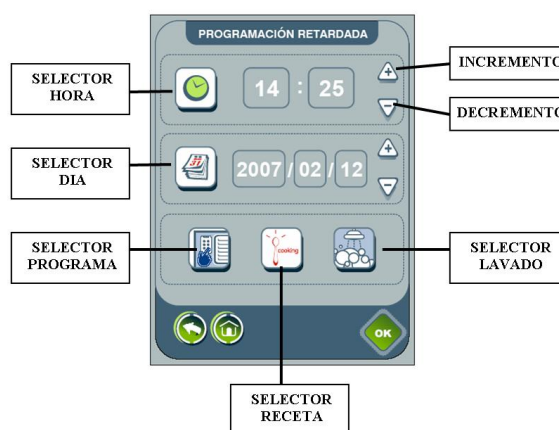 PROGRAMACIÓN RETARDADA
SELECTOR
HORA
14 : 25
INCREMENTO
DECREMENTO
SELECTOR
DIA
31
2007 / 02 / 12
SELECTOR
PROGRAMA
cooking
SELECTOR
LAVADO
OK
SELECTOR
RECETA